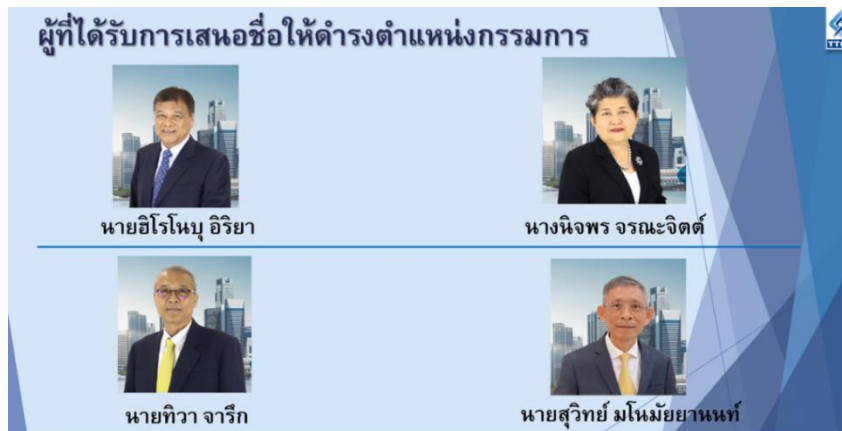 ผู้ที่ได้รับการเสนอชื่อให้ดำรงตำแหน่งกรรมการ
นายฮิโรโนบุ อิริยา
นางนิจพร จรณะจิตต์
นายทิวา จารึก
นายสุวิทย์ มโนมัยยานนท์